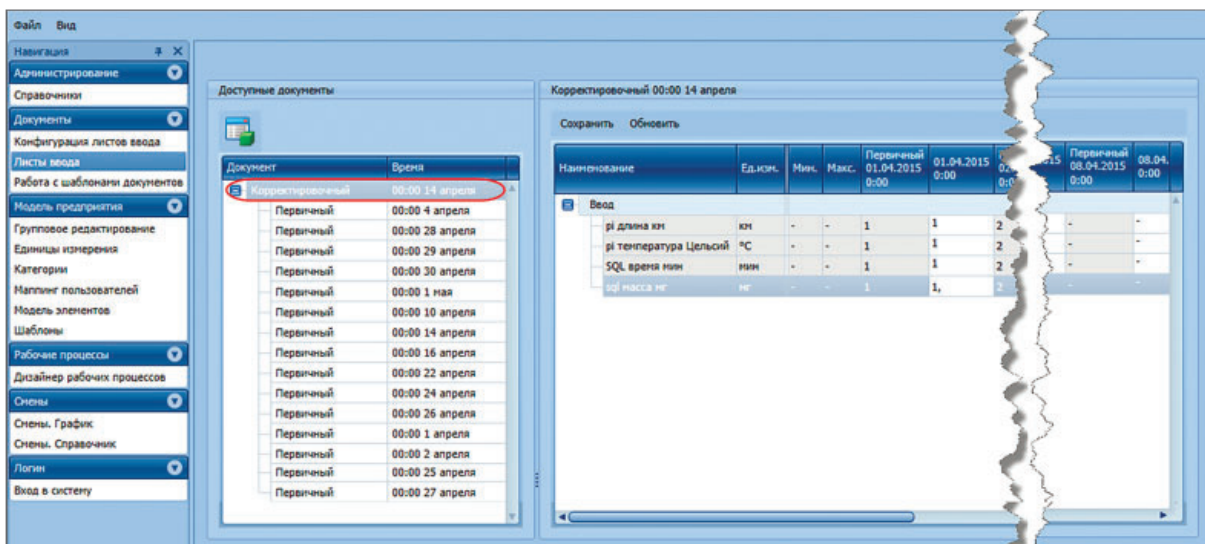 Файл Вид
Навигация
Администрирование
Справочники
Документы
Конфигурация листов ввода
Листы ввода
Работа с шаблонами документов
Модель предприятия
Групповое редактирование
Единицы измерения
Категории
Маппинг пользователей
Модель элементов
Шаблоны
Рабочие процессы
Дизайнер рабочих процессов
Смены
Смены. График
Смены. Справочник
Логин
Вход в систему
Доступные документы
Документ Время
Корректировочный 00:00 14 апреля
Первичный 00:00 4 апреля
Первичный 00:00 28 апреля
Первичный 00:00 29 апреля
Первичный 00:00 30 апреля
Первичный 00:00 1 мая
Первичный 00:00 10 апреля
Первичный 00:00 14 апреля
Первичный 00:00 16 апреля
Первичный 00:00 22 апреля
Первичный 00:00 24 апреля
Первичный 00:00 26 апреля
Первичный 00:00 1 апреля
Первичный 00:00 2 апреля
Первичный 00:00 25 апреля
Первичный 00:00 27 апреля
Корректировочный 00:00 14 апреля
Сохранить Обновить
Наименование Ед.изм. Мин. Макс. Первичный 01.04.2015 0:00 01.04.2015 0:00 Первичный 08.04.2015 0:00 08.04. 0:00
Ввод
pi длина км км - - 1 1 2 - -
pi температура Цельсий °C - - 1 1 2 - -
SQL время мин мин - - 1 1 2 - -
sql масса мг мг - - 1 1, 2 - -